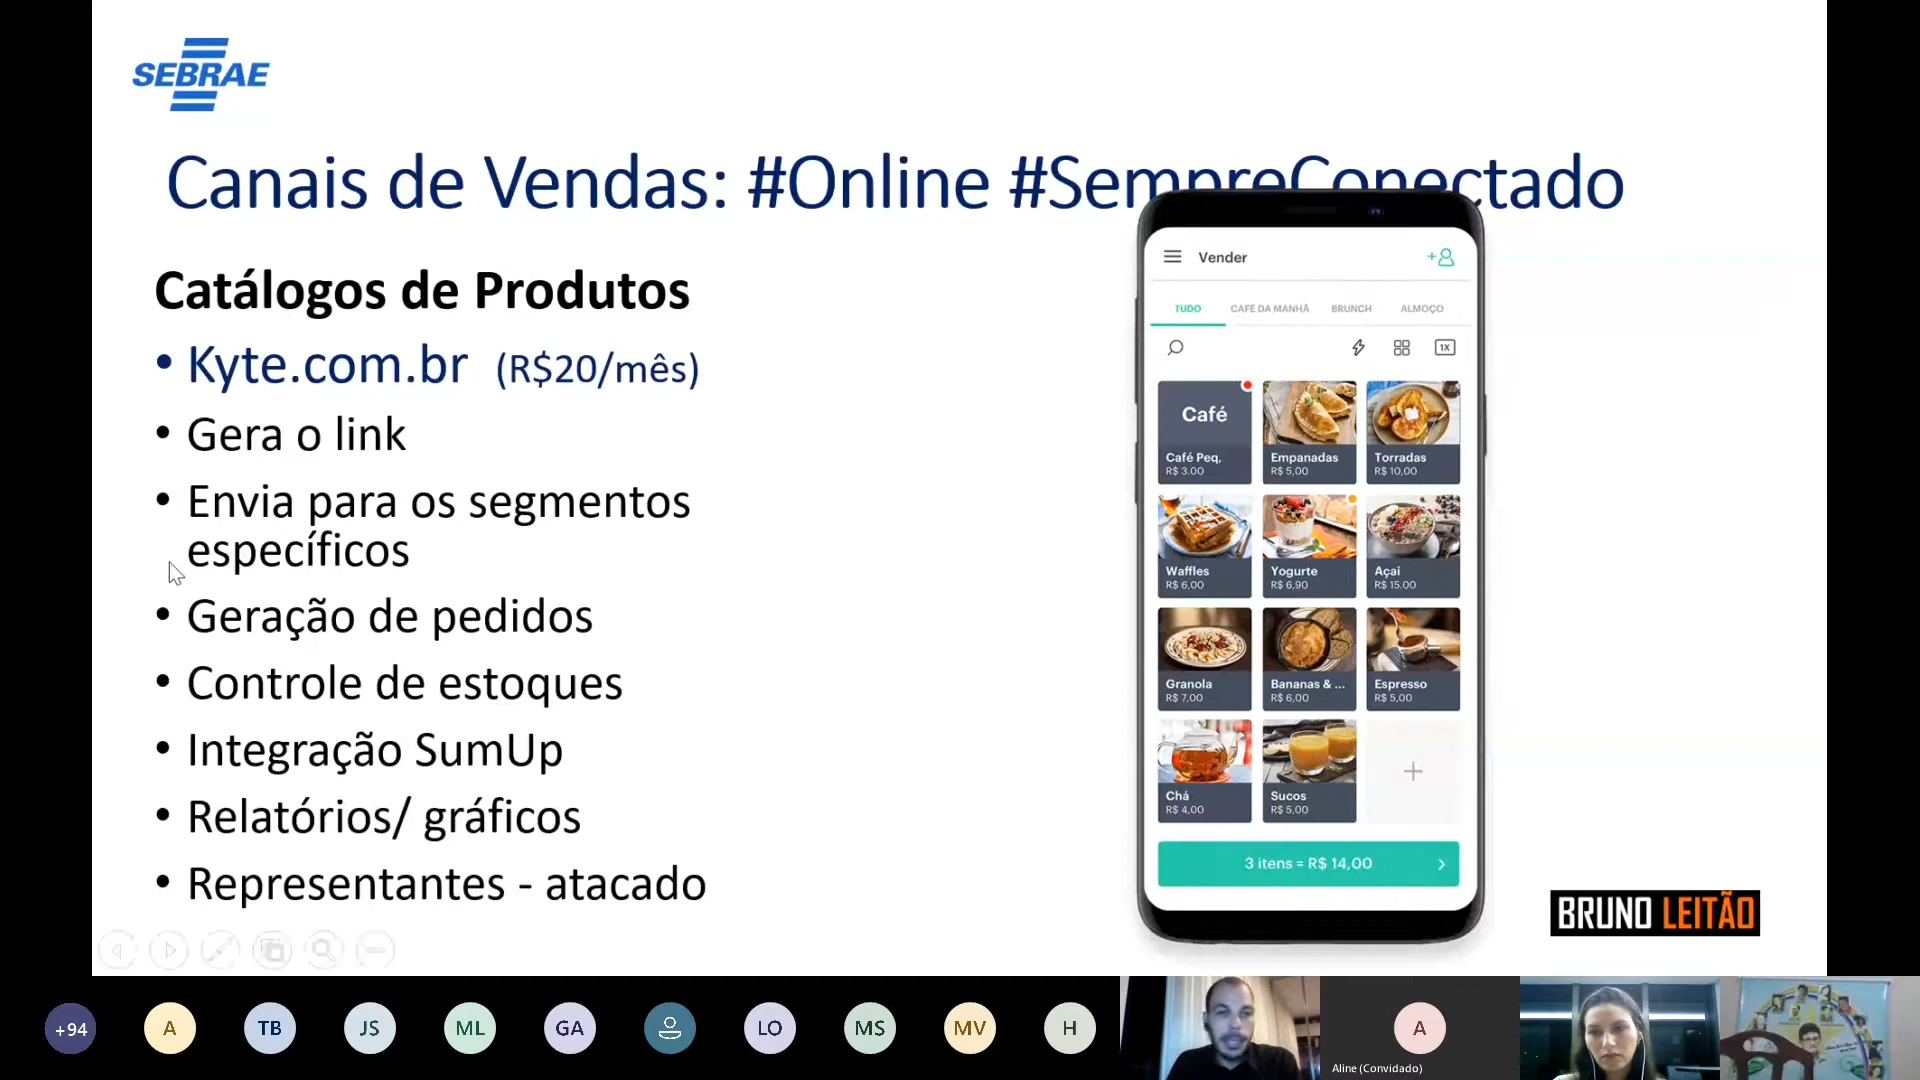 SEBRAE
Canais de Vendas: #Online #SempreConectado
Catálogos de Produtos
• Kyte.com.br (R$20/mês)
• Gera o link
• Envia para os segmentos
específicos
• Geração de pedidos
• Controle de estoques
• Integração SumUp
• Relatórios/ gráficos
• Representantes - atacado
Vender
TUDO CAFÉ DA MANHÃ BRUNCH ALMOÇO
1X
Café
Café Peq,
R$ 3.00
Empanadas
R$ 5,00
Torradas
R$ 10,00
Waffles
R$ 6,00
Yogurte
R$ 6,90
Açai
R$ 15.00
Granola
R$ 7,00
Bananas & ...
R$ 6,00
Espresso
R$ 5,00
Chá
R$ 4,00
Sucos
R$ 5,00
3 itens = R$ 14,00
BRUNO LEITÃO
+94
A
TB
JS
ML
GA
LO
MS
MV
H
A
Aline (Convidado)